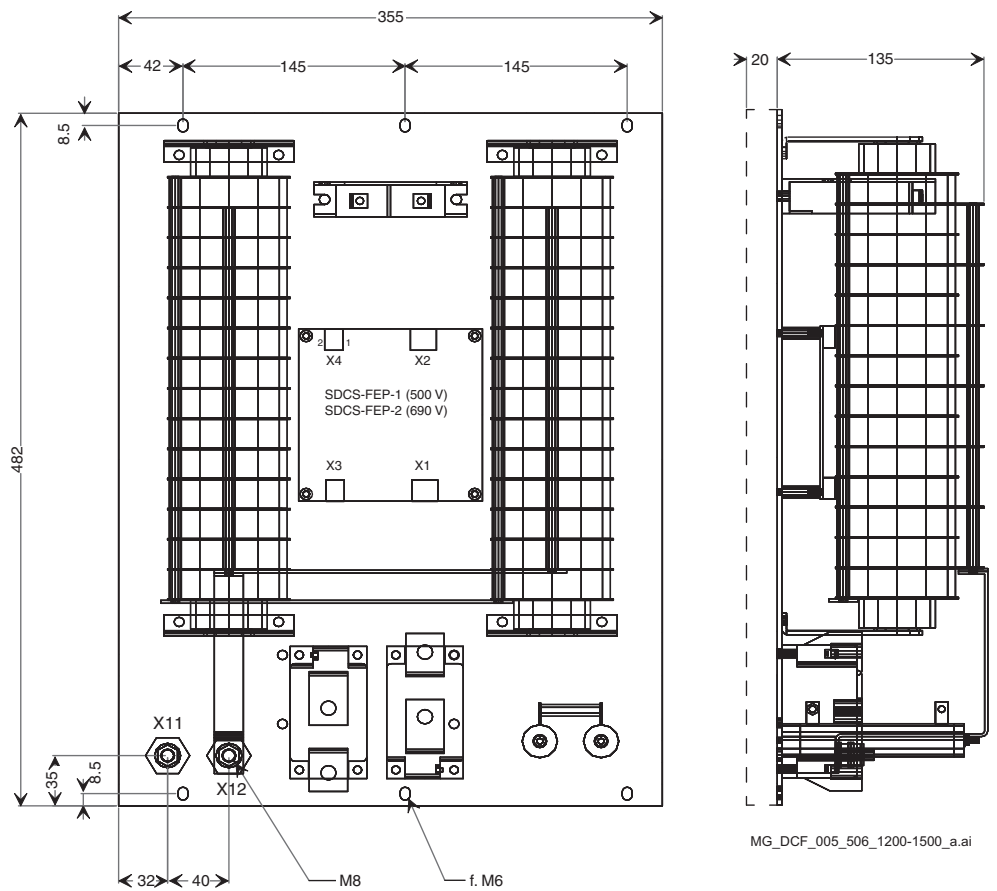 355
42
145
145
20
135
8.5
482
2
1
X4
X2
SDCS-FEP-1 (500 V)
SDCS-FEP-2 (690 V)
X3
X1
X11
X12
35
8.5
32
40
M8
f. M6
MG_DCF_005_506_1200-1500_a.ai